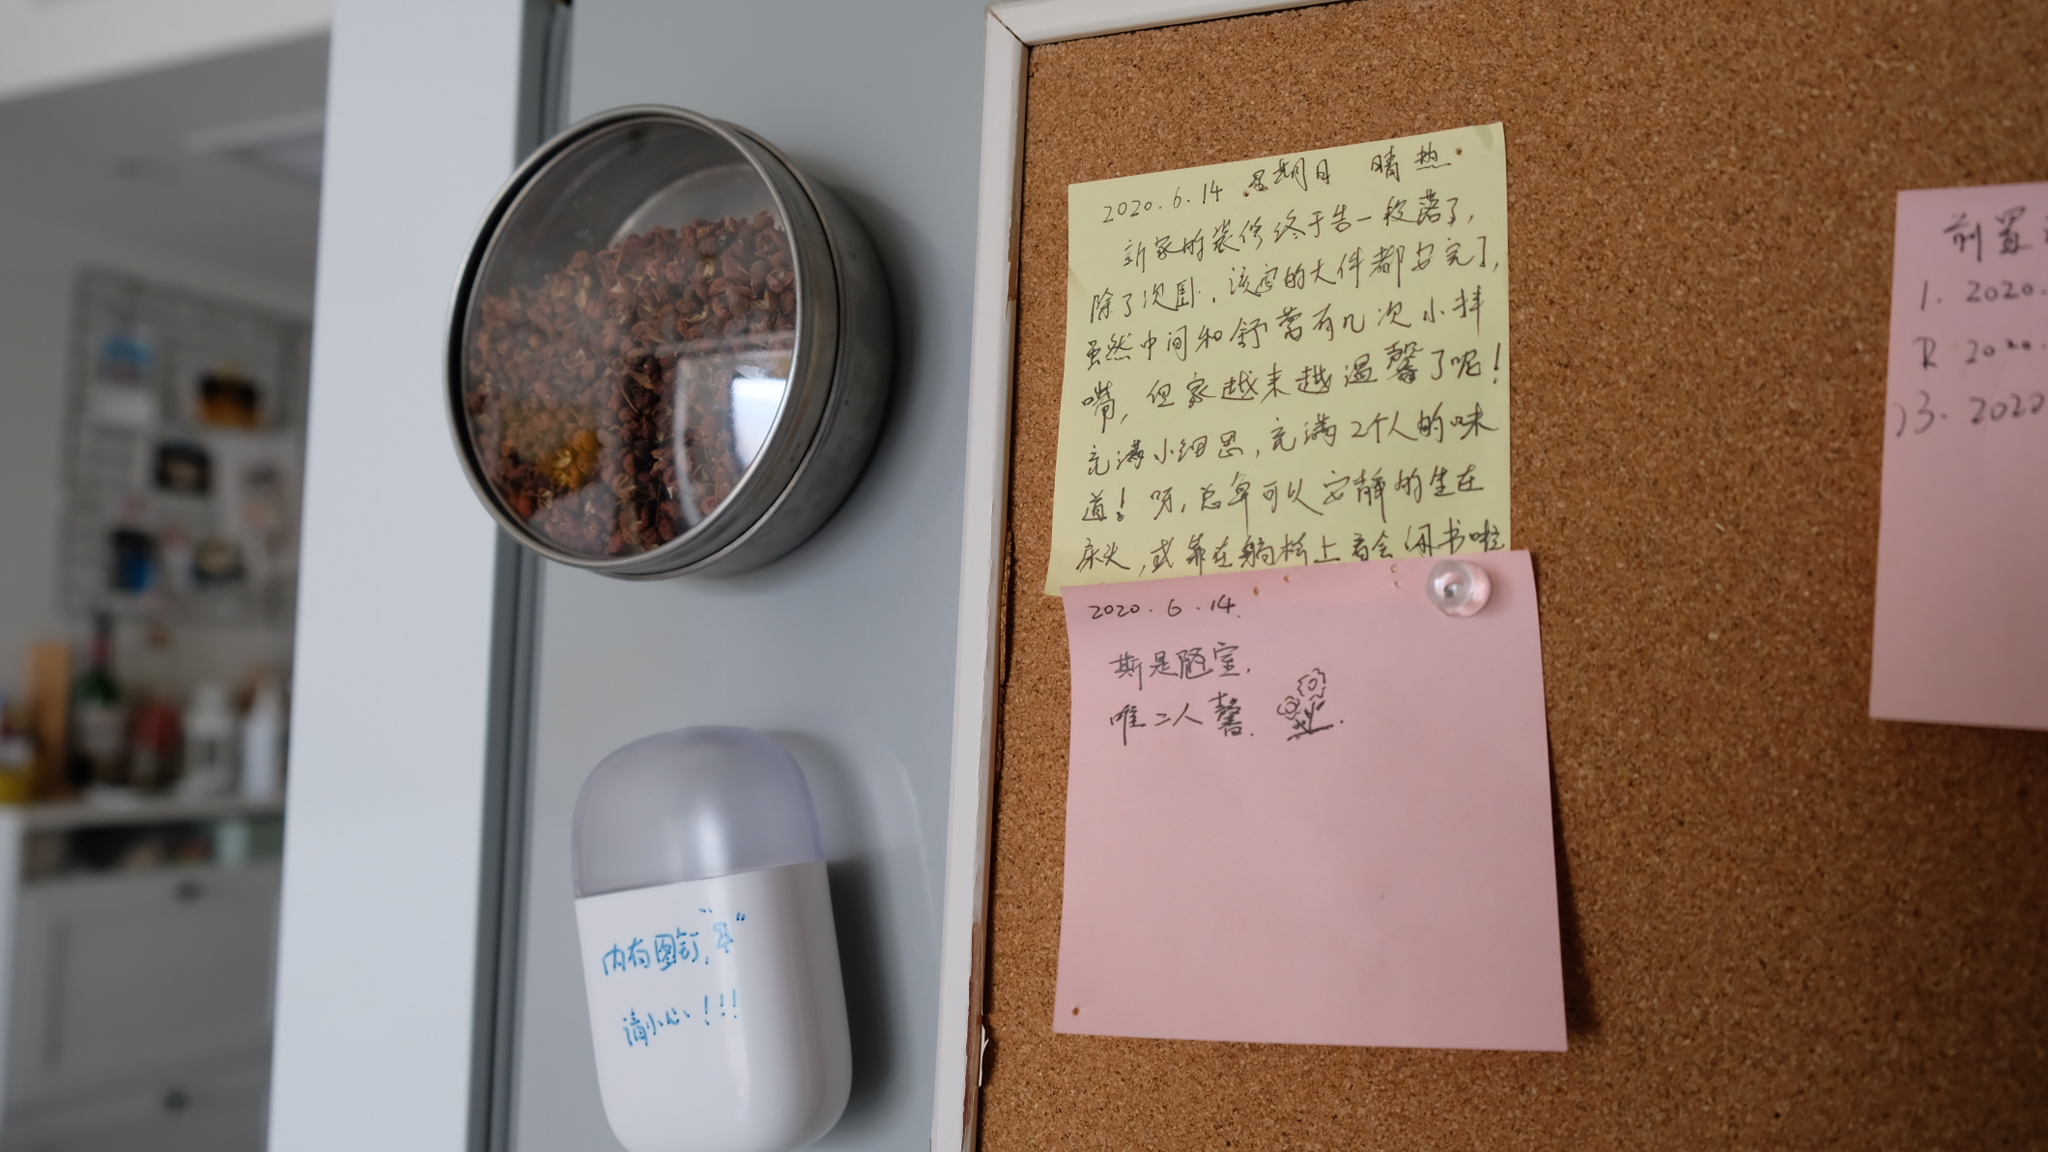 2020.6.14 星期日 晴 热
新家的装修终于告一段落了,
除了次卧,该安的大件都安完了,
虽然中间和舒蕾有几次小拌
嘴,但家越来越温馨了呢!
充满小细思,充满2个人的味
道!呀,总算可以安静的坐在
床头,或靠在躺椅上看会闲书啦
2020.6.14.
斯是陋室,
唯二人馨.
内有图钉,
请小心!!!
前置
1. 2020.
2020.
3. 2020